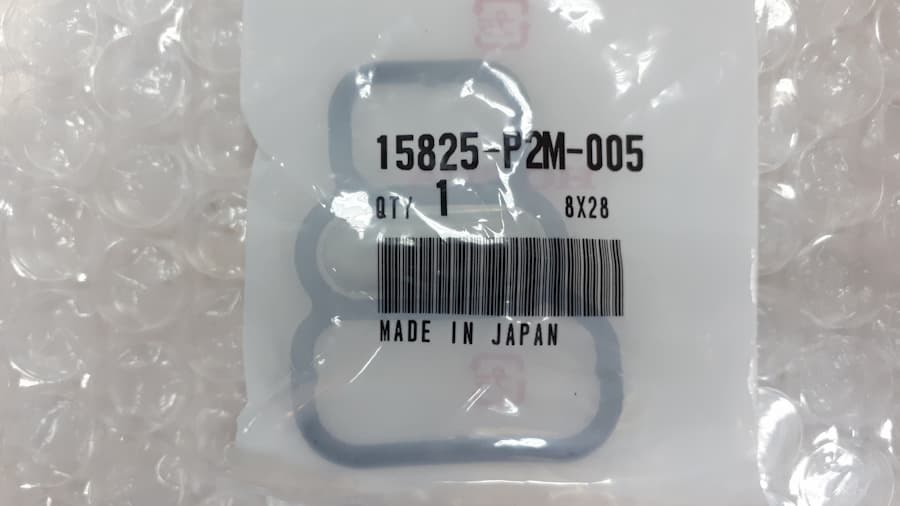 15825-P2M-005
QTY 1 8X28
MADE IN JAPAN